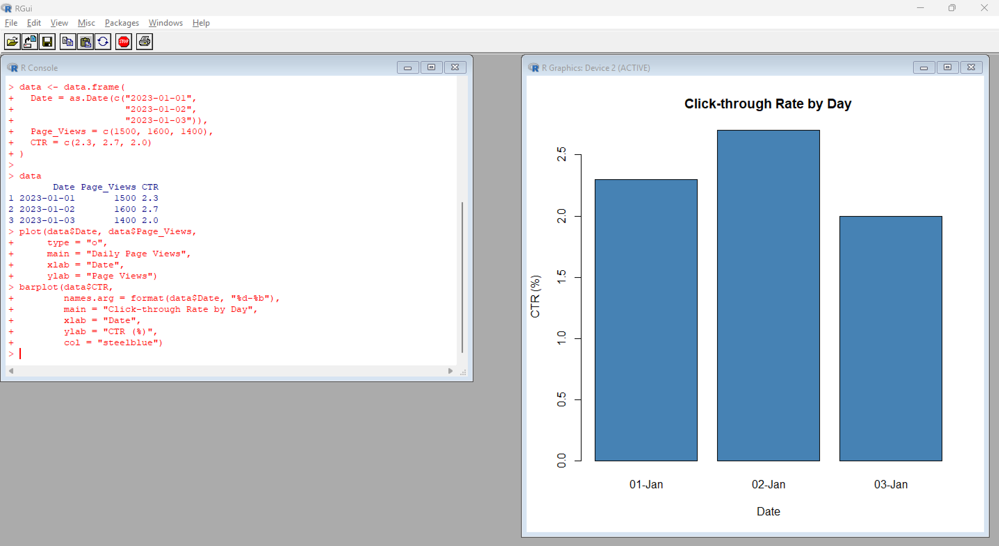 RGui
File Edit View Misc Packages Windows Help
STOP
R Console
> data <- data.frame(
+   Date = as.Date(c("2023-01-01",
+                    "2023-01-02",
+                    "2023-01-03")),
+   Page_Views = c(1500, 1600, 1400),
+   CTR = c(2.3, 2.7, 2.0)
+ )
>
> data
        Date Page_Views CTR
1 2023-01-01       1500 2.3
2 2023-01-02       1600 2.7
3 2023-01-03       1400 2.0
> plot(data$Date, data$Page_Views,
+      type = "o",
+      main = "Daily Page Views",
+      xlab = "Date",
+      ylab = "Page Views")
> barplot(data$CTR,
+         names.arg = format(data$Date, "%d-%b"),
+         main = "Click-through Rate by Day",
+         xlab = "Date",
+         ylab = "CTR (%)",
+         col = "steelblue")
>
R Graphics: Device 2 (ACTIVE)
Click-through Rate by Day
CTR (%)
2.5
2.0
1.5
1.0
0.5
0.0
01-Jan 02-Jan 03-Jan
Date